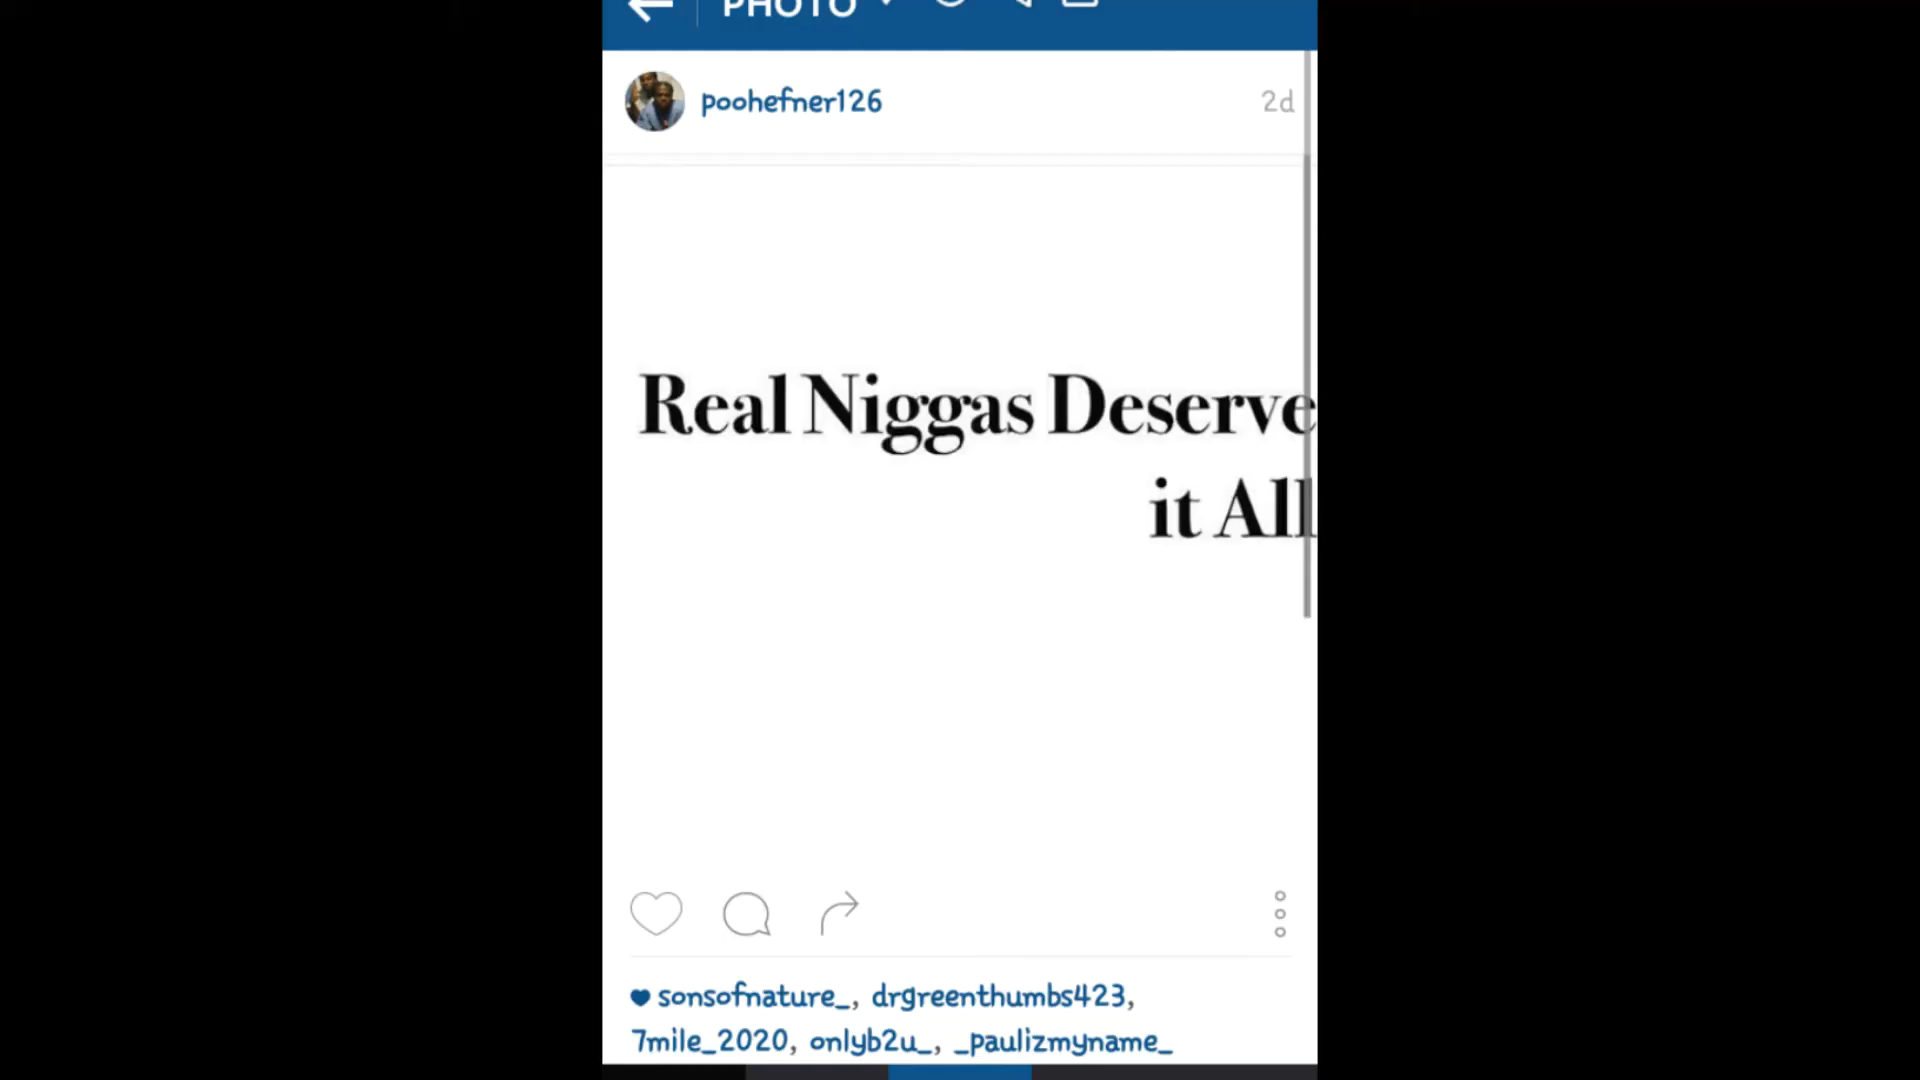 PHOTO
poohefner126
2d
Real Niggas Deserve
it All
sonsofnature_, drgreenthumbs423,
7mile_2020, onlyb2u_, _paulizmyname_